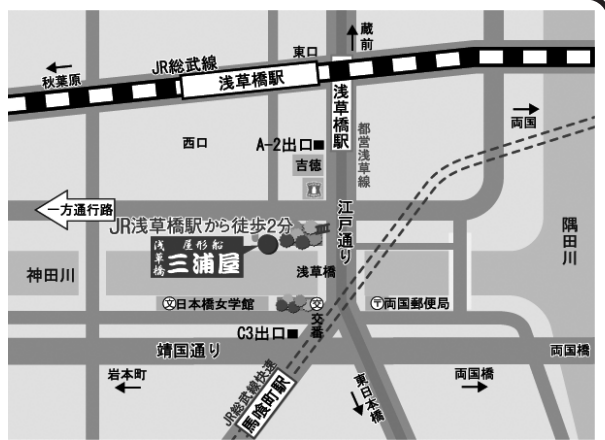 蔵前
東口
JR総武線
秋葉原
浅草橋駅
浅草橋駅
両国
都営浅草線
西口
A-2出口
吉徳
一方通行路
JR浅草橋駅から徒歩2分
江戸通り
隅田川
浅草橋
屋形船
三浦屋
神田川
浅草橋
文日本橋女学館
交番
〒両国郵便局
C3出口
靖国通り
両国橋
岩本町
JR総武線快速
馬喰町駅
東日本橋
両国橋